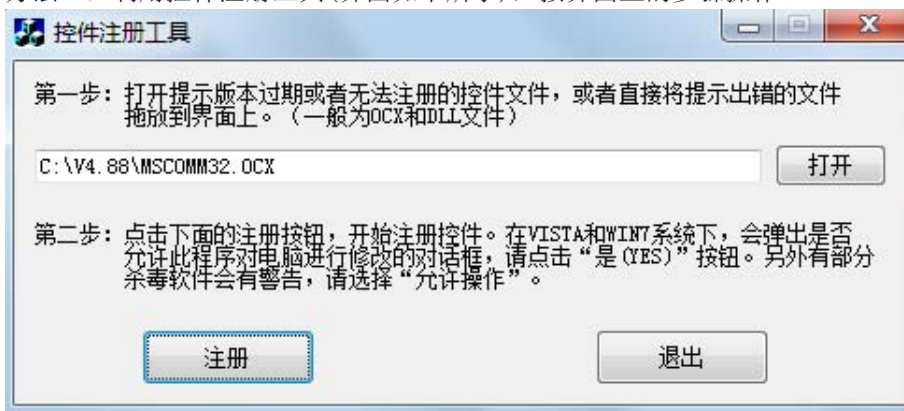 控件注册工具
第一步：打开提示版本过期或者无法注册的控件文件，或者直接将提示出错的文件
拖放到界面上。（一般为OCX和DLL文件）
C:\V4.88\MSCOMM32.OCX
打开
第二步：点击下面的注册按钮，开始注册控件。在VISTA和WIN7系统下，会弹出是否
允许此程序对电脑进行修改的对话框，请点击“是(YES)”按钮。另外有部分
杀毒软件会有警告，请选择“允许操作”。
注册
退出